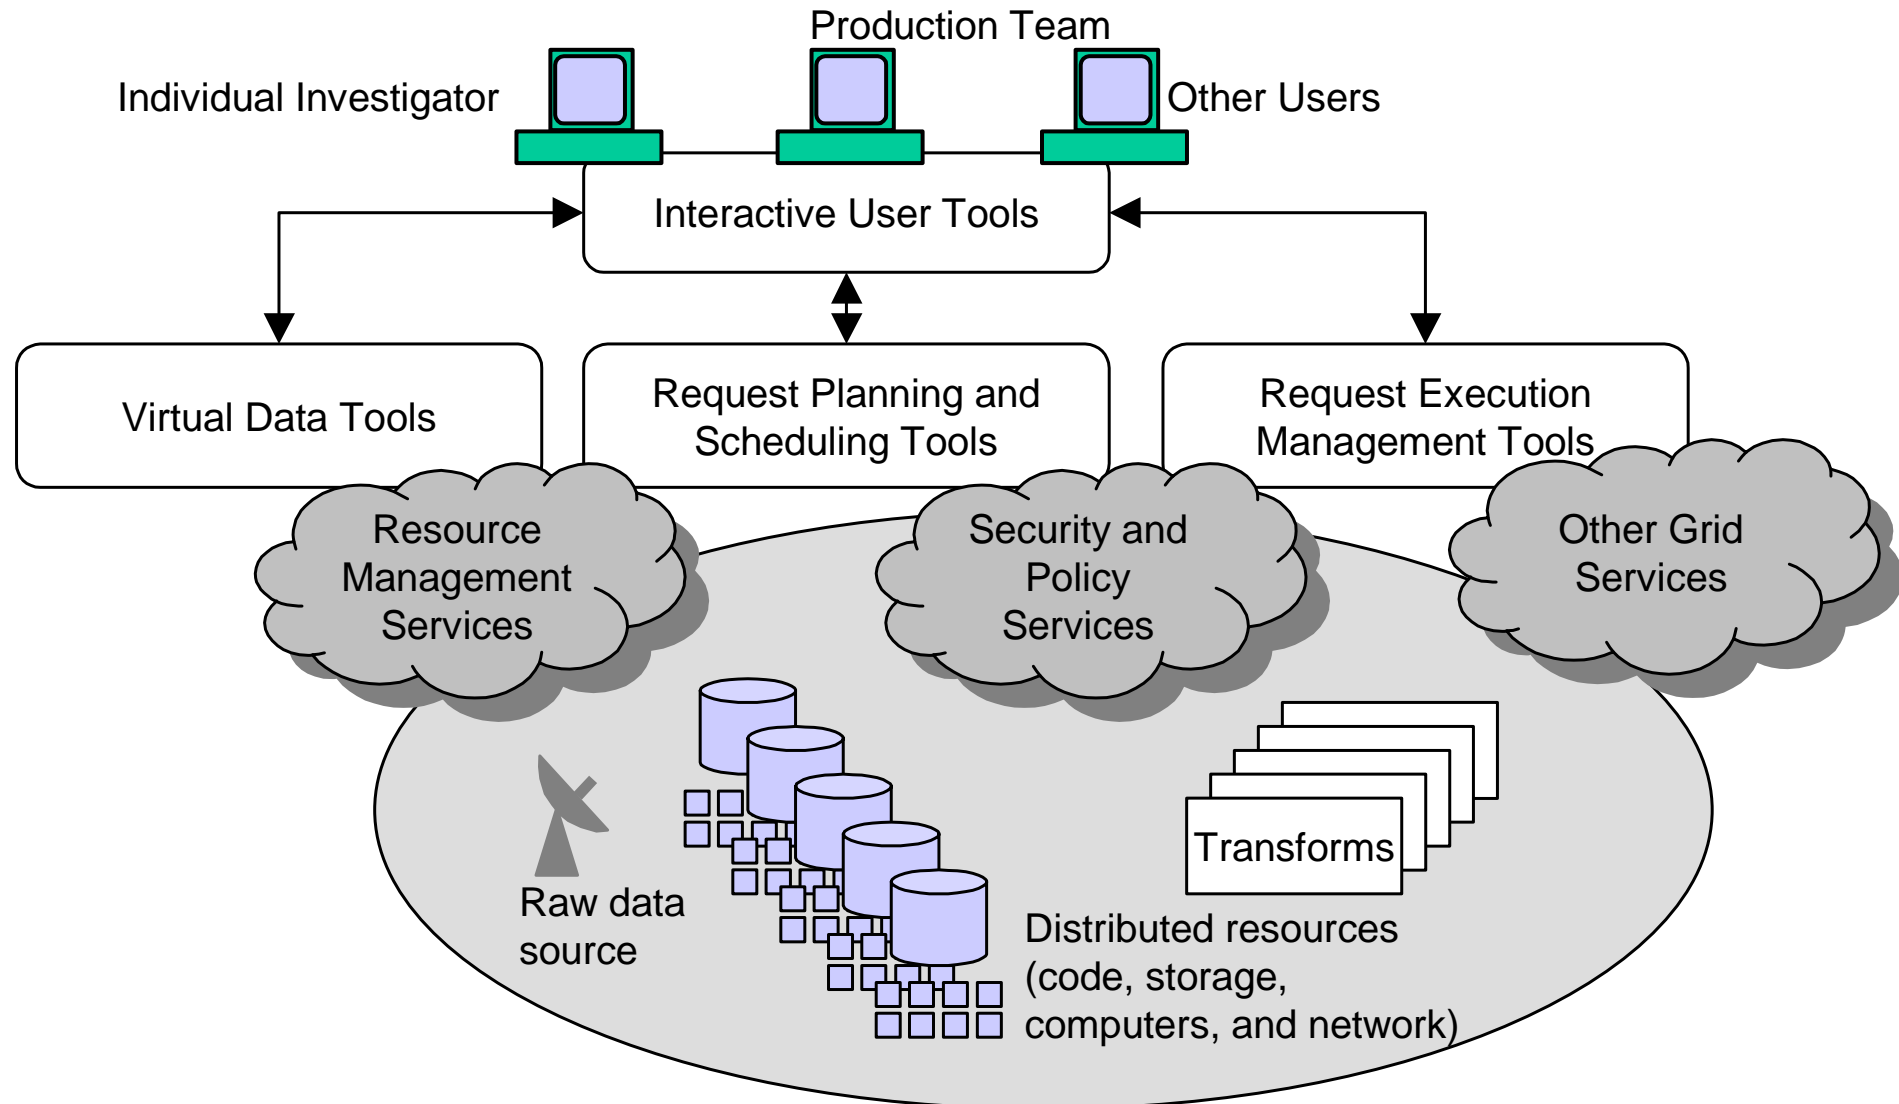 Production Team
Individual Investigator
Other Users
Interactive User Tools
Virtual Data Tools
Request Planning and
Scheduling Tools
Request Execution
Management Tools
Resource
Management
Services
Security and
Policy
Services
Other Grid
Services
Transforms
Raw data
source
Distributed resources
(code, storage,
computers, and network)